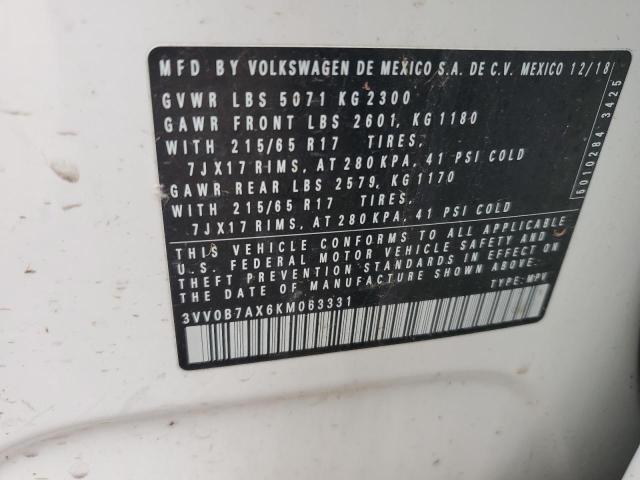 MFD BY VOLKSWAGEN DE MEXICO S.A. DE C.V. MEXICO 12/18
GVWR LBS 5071 KG 2300
GAWR FRONT LBS 2601, KG 1180
WITH 215/65 R17 TIRES,
7JX17 RIMS, AT 280 KPA, 41 PSI COLD
GAWR REAR LBS 2579, KG 1170
WITH 215/65 R17 TIRES,
7JX17 RIMS, AT 280 KPA, 41 PSI COLD
THIS VEHICLE CONFORMS TO ALL APPLICABLE
U.S. FEDERAL MOTOR VEHICLE SAFETY AND
THEFT PREVENTION STANDARDS IN EFFECT ON
THE DATE OF MANUFACTURE SHOWN ABOVE.
3VV0B7AX6KM063331 TYPE: MPV
5010284 3425